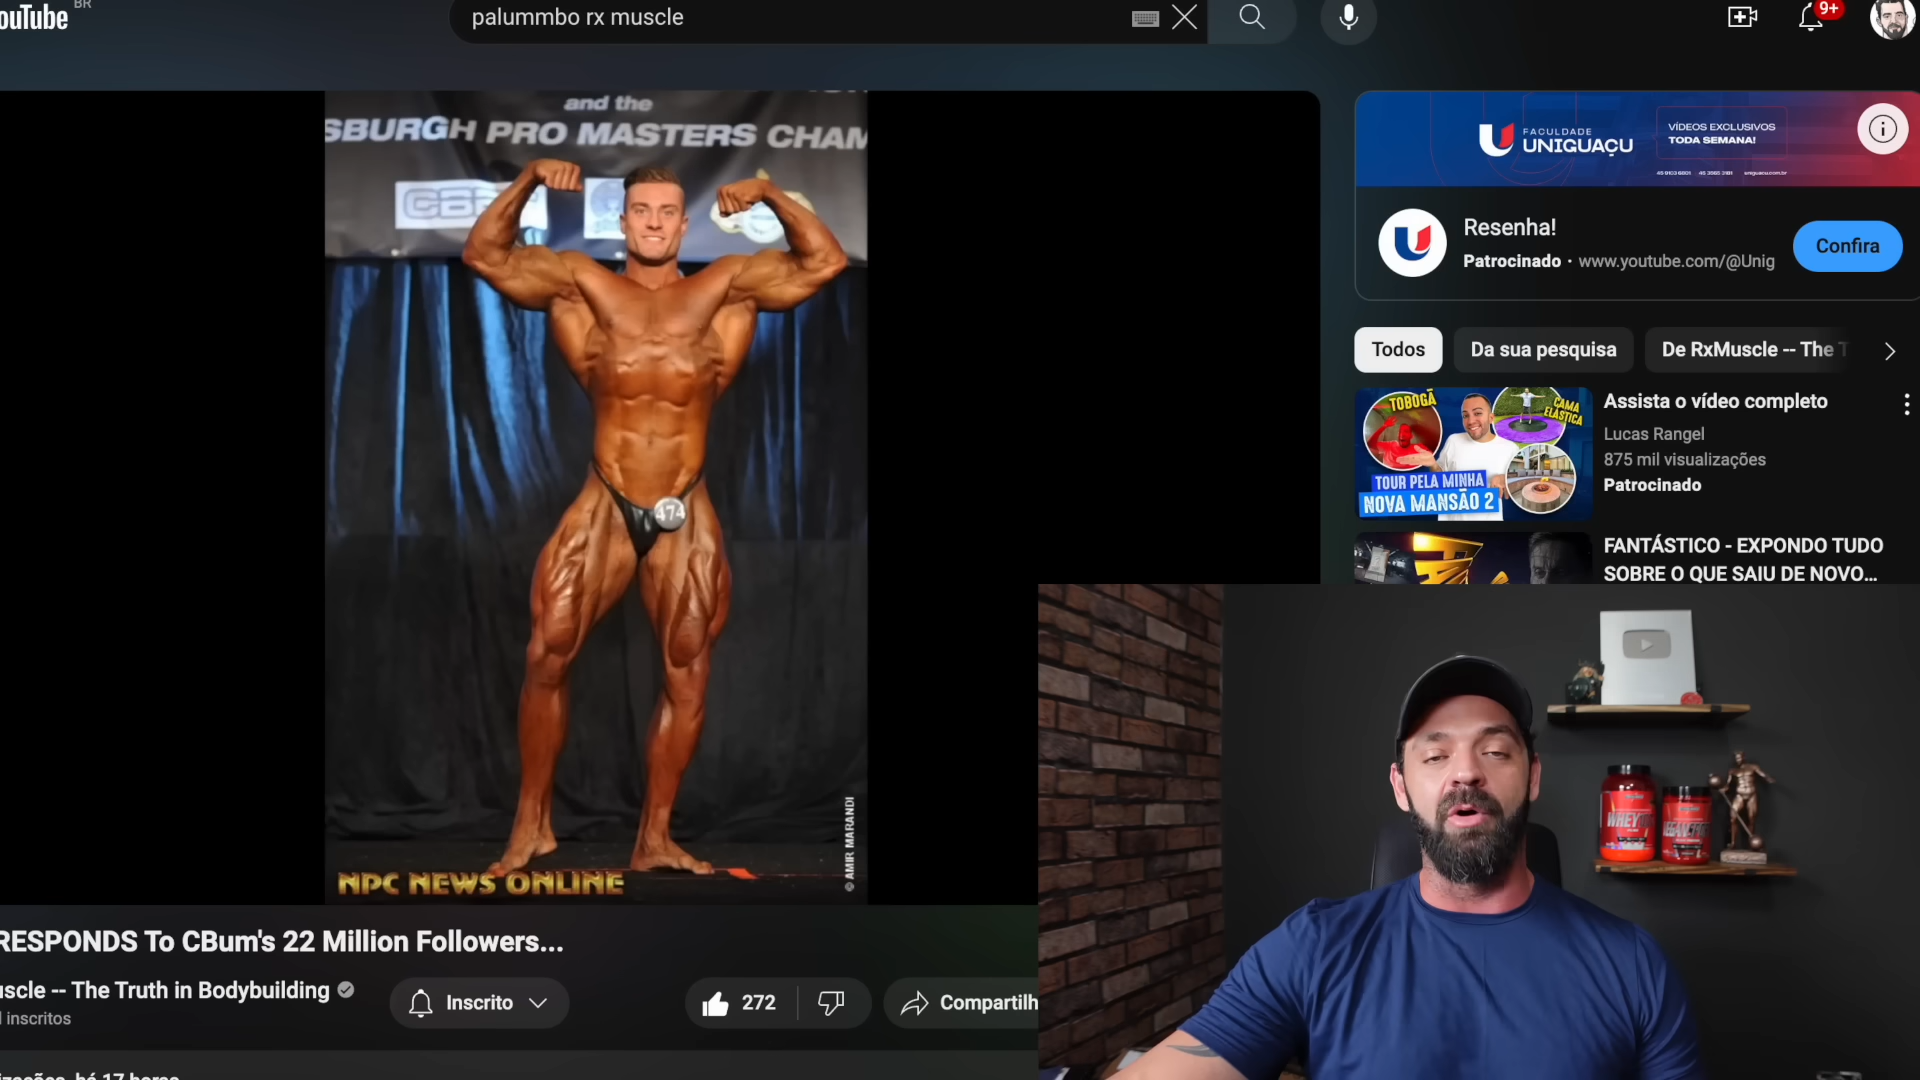 ouTube
BR
palummbo rx muscle
9+
and the
SBURGH PRO MASTERS CHAM
474
NPC NEWS ONLINE
© AMIR MARANDI
FACULDADE
UNIGUAÇU
VÍDEOS EXCLUSIVOS
TODA SEMANA!
Resenha!
Patrocinado · www.youtube.com/@Unig
Confira
Todos
Da sua pesquisa
De RxMuscle -- The T
TOBOGÃ
CAMA
ELÁSTICA
TOUR PELA MINHA
NOVA MANSÃO 2
Assista o vídeo completo
Lucas Rangel
875 mil visualizações
Patrocinado
FANTÁSTICO - EXPONDO TUDO
SOBRE O QUE SAIU DE NOVO...
WHEY
RESPONDS To CBum's 22 Million Followers...
uscle -- The Truth in Bodybuilding
inscritos
Inscrito
272
Compartilh